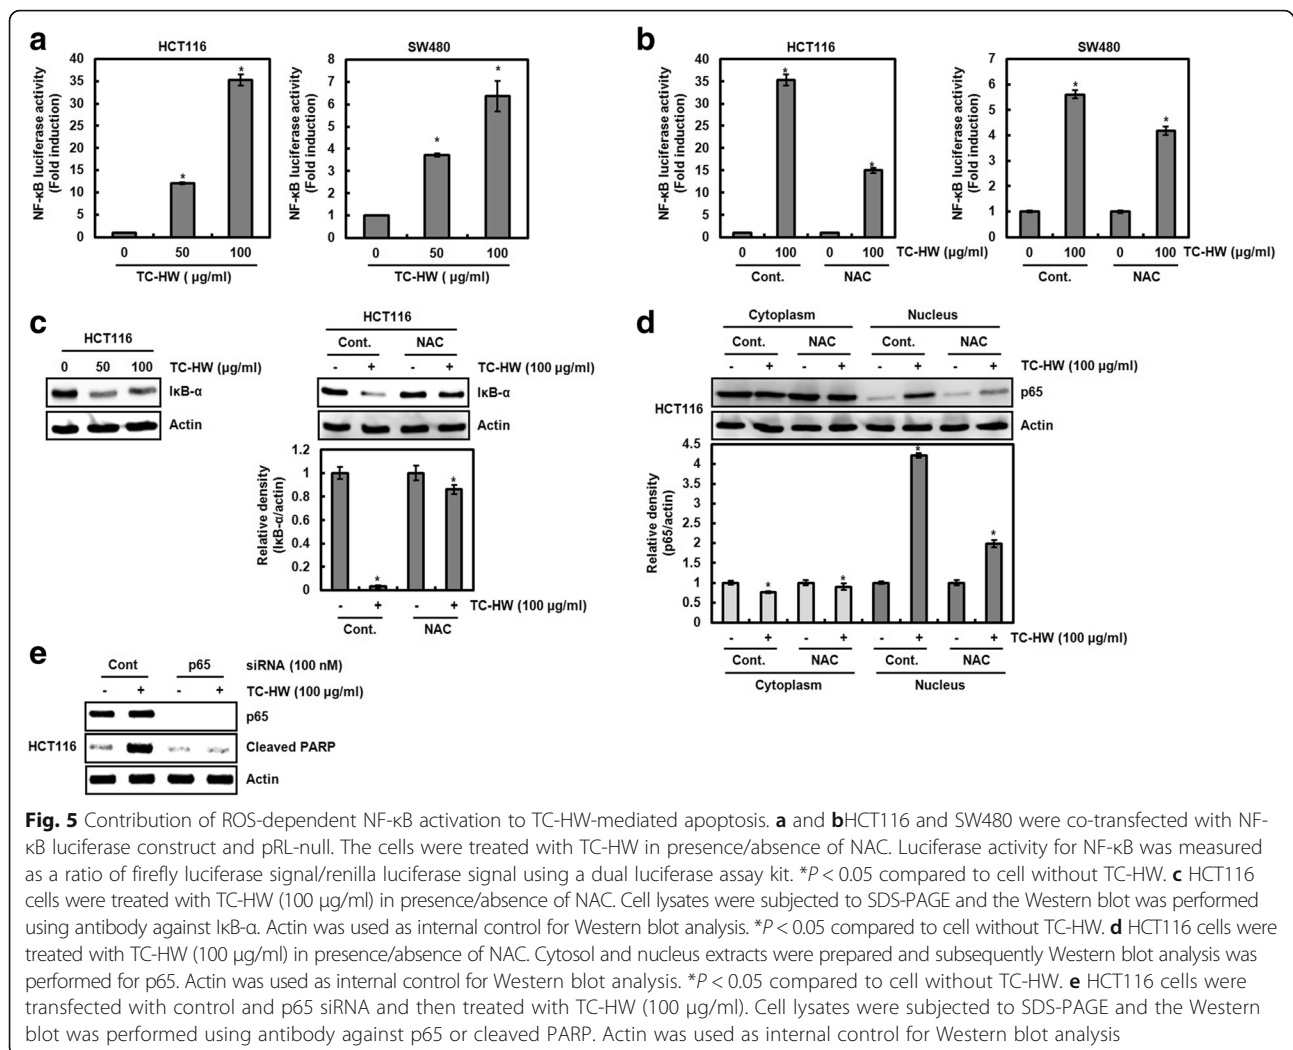 a
HCT116
NF-κB luciferase activity
(Fold induction)
40
35
30
25
20
15
10
5
0
0 50 100
TC-HW ( µg/ml)
SW480
NF-κB luciferase activity
(Fold induction)
8
7
6
5
4
3
2
1
0
0 50 100
TC-HW ( µg/ml)
* * * *
b
HCT116
NF-κB luciferase activity
(Fold induction)
40
35
30
25
20
15
10
5
0
0 100 0 100 TC-HW (µg/ml)
Cont. NAC
SW480
NF-κB luciferase activity
(Fold induction)
7
6
5
4
3
2
1
0
0 100 0 100 TC-HW (µg/ml)
Cont. NAC
* * * *
c
HCT116
0 50 100 TC-HW (µg/ml)
IκB-α
Actin
HCT116
Cont. NAC
- + - + TC-HW (100 µg/ml)
IκB-α
Actin
Relative density
(IκB-α/actin)
1
0.8
0.6
0.4
0.2
0
* *
- + - + TC-HW (100 µg/ml)
Cont. NAC
d
Cytoplasm Nucleus
Cont. NAC Cont. NAC
- + - + - + - + TC-HW (100 µg/ml)
p65
HCT116
Actin
Relative density
(p65/actin)
4.5
4
3.5
3
2.5
2
1.5
1
0.5
0
* * * *
- + - + - + - + TC-HW (100 µg/ml)
Cont. NAC Cont. NAC
Cytoplasm Nucleus
e
Cont p65 siRNA (100 nM)
- + - + TC-HW (100 µg/ml)
p65
HCT116 Cleaved PARP
Actin
Fig. 5 Contribution of ROS-dependent NF-κB activation to TC-HW-mediated apoptosis. a and bHCT116 and SW480 were co-transfected with NF-
κB luciferase construct and pRL-null. The cells were treated with TC-HW in presence/absence of NAC. Luciferase activity for NF-κB was measured
as a ratio of firefly luciferase signal/renilla luciferase signal using a dual luciferase assay kit. *P < 0.05 compared to cell without TC-HW. c HCT116
cells were treated with TC-HW (100 μg/ml) in presence/absence of NAC. Cell lysates were subjected to SDS-PAGE and the Western blot was performed
using antibody against IκB-α. Actin was used as internal control for Western blot analysis. *P < 0.05 compared to cell without TC-HW. d HCT116 cells were
treated with TC-HW (100 μg/ml) in presence/absence of NAC. Cytosol and nucleus extracts were prepared and subsequently Western blot analysis was
performed for p65. Actin was used as internal control for Western blot analysis. *P < 0.05 compared to cell without TC-HW. e HCT116 cells were
transfected with control and p65 siRNA and then treated with TC-HW (100 μg/ml). Cell lysates were subjected to SDS-PAGE and the Western
blot was performed using antibody against p65 or cleaved PARP. Actin was used as internal control for Western blot analysis